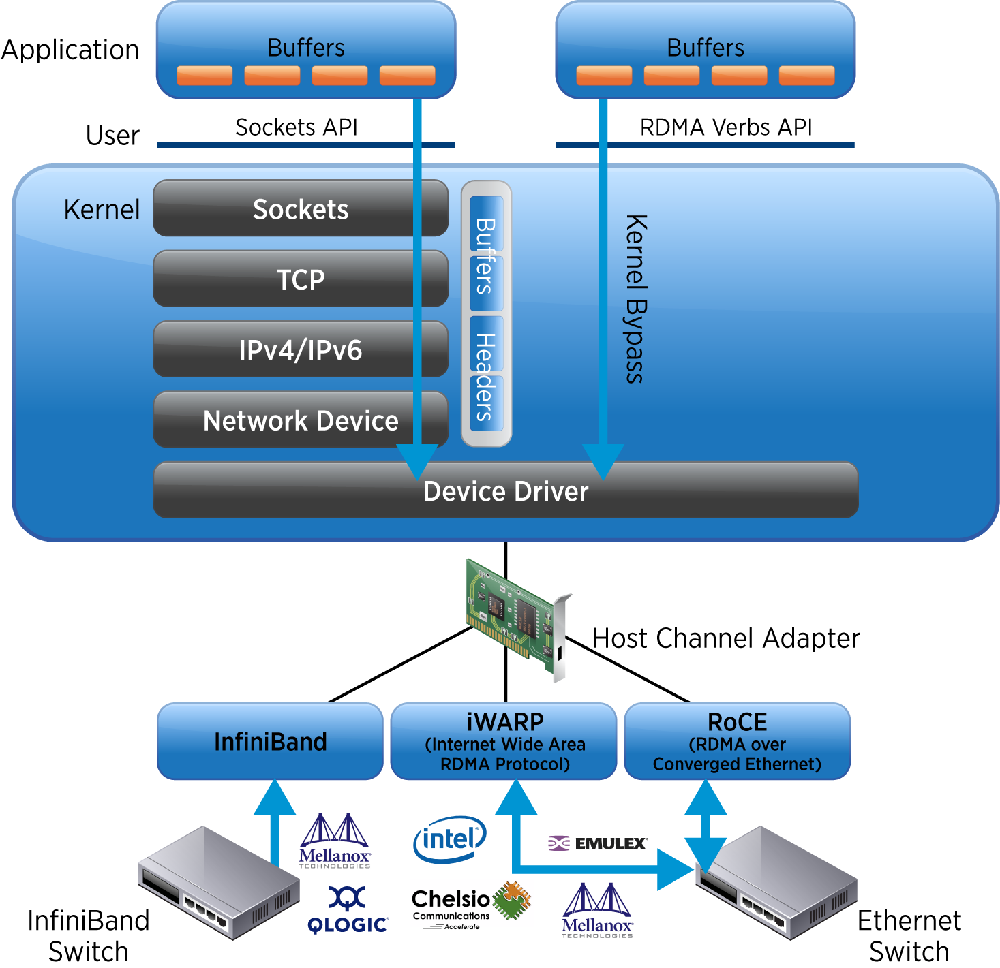 Application
Buffers
Buffers
User
Sockets API
RDMA Verbs API
Kernel
Sockets
TCP
IPv4/IPv6
Network Device
Buffers
Headers
Kernel Bypass
Device Driver
Host Channel Adapter
InfiniBand
iWARP
(Internet Wide Area
RDMA Protocol)
RoCE
(RDMA over
Converged Ethernet)
Mellanox
TECHNOLOGIES
intel
EMULEX
QLOGIC
Chelsio
Communications
Accelerate
Mellanox
TECHNOLOGIES
InfiniBand
Switch
Ethernet
Switch